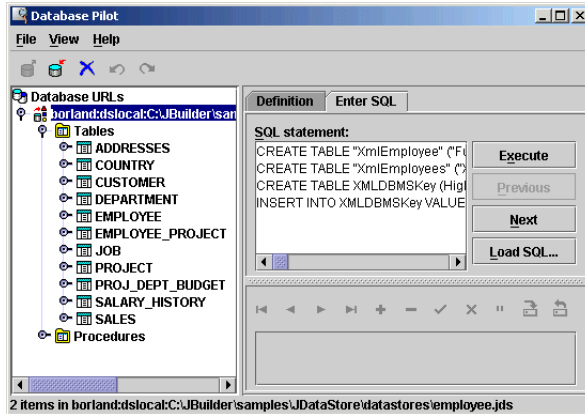 Database Pilot
File View Help
Database URLs
borland:dslocal:C:\JBuilder\san
Tables
ADDRESSES
COUNTRY
CUSTOMER
DEPARTMENT
EMPLOYEE
EMPLOYEE_PROJECT
JOB
PROJECT
PROJ_DEPT_BUDGET
SALARY_HISTORY
SALES
Procedures
Definition Enter SQL
SQL statement:
CREATE TABLE "XmlEmployee" ("Fu
CREATE TABLE "XmlEmployees" ("X
CREATE TABLE XMLDBMSKey (High
INSERT INTO XMLDBMSKey VALUE
Execute
Previous
Next
Load SQL...
2 items in borland:dslocal:C:\JBuilder\samples\JDataStore\datastores\employee.jds